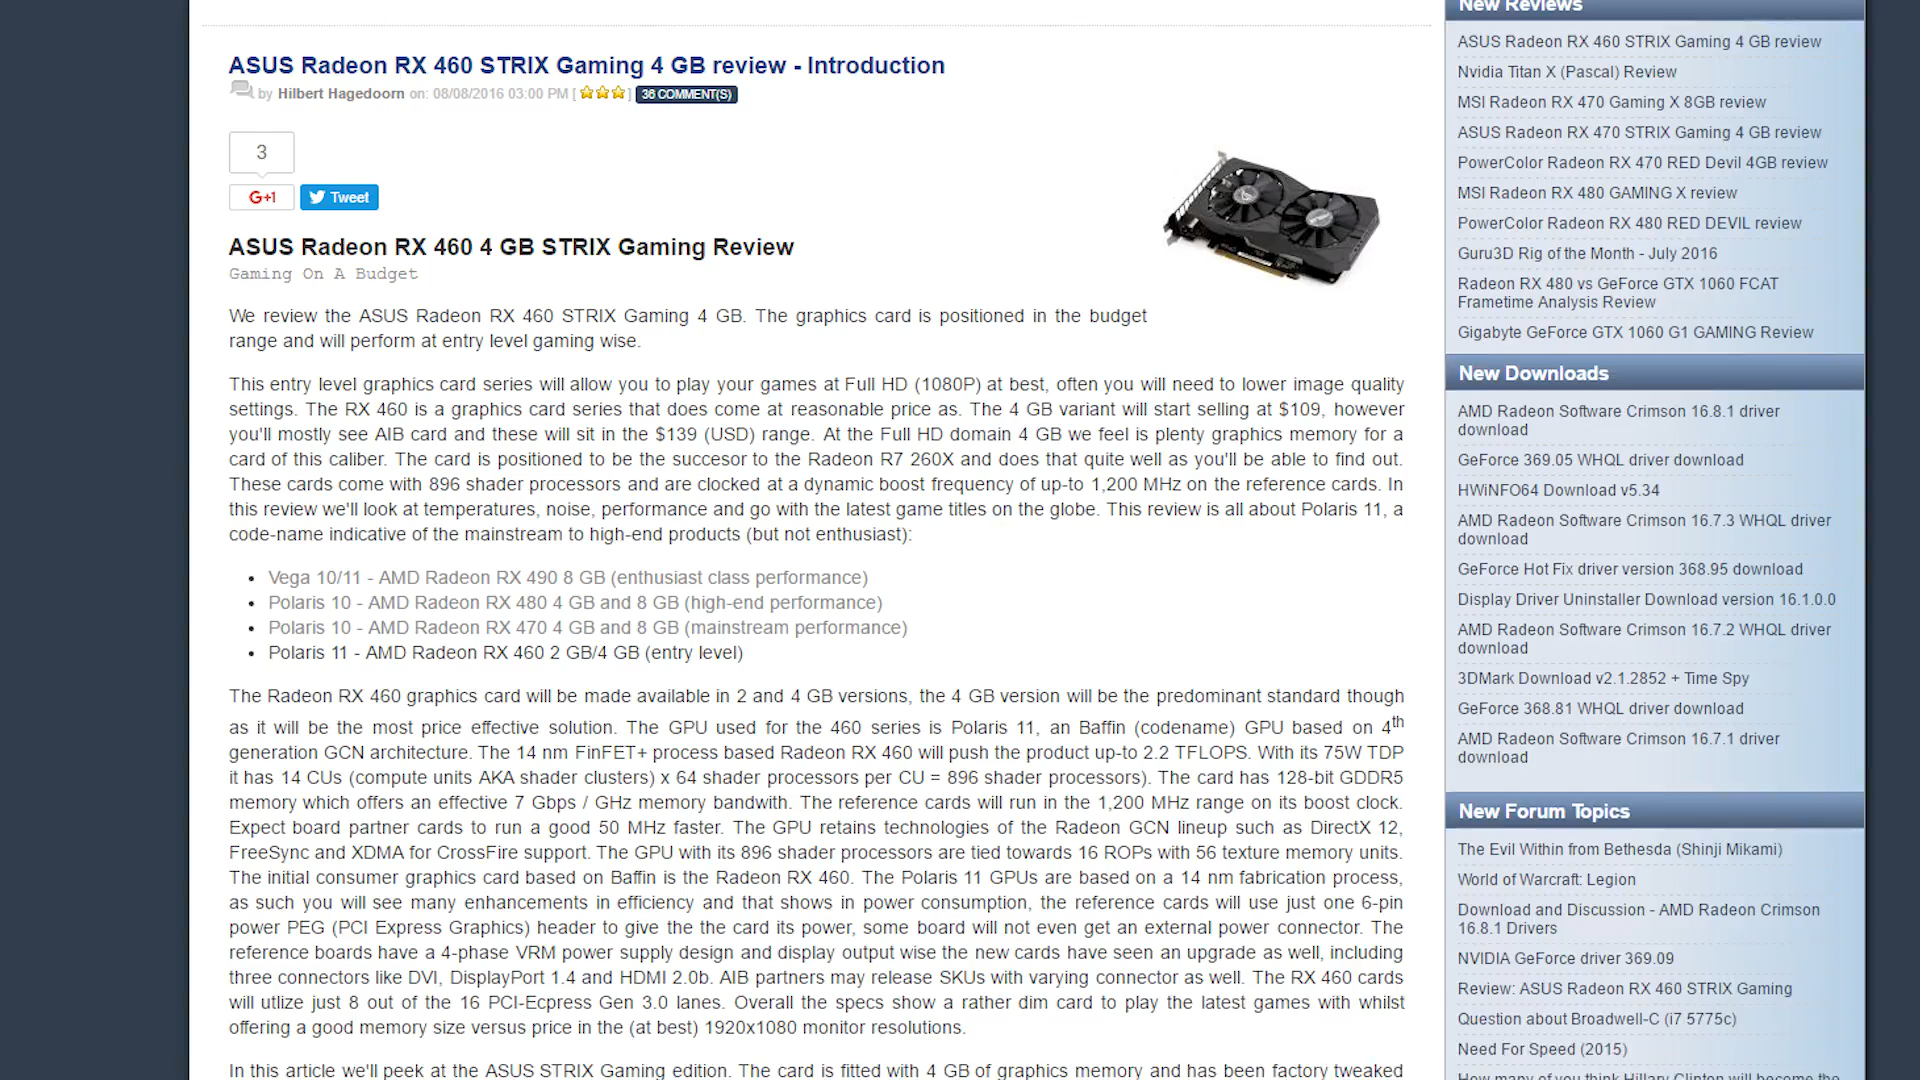 ASUS Radeon RX 460 STRIX Gaming 4 GB review - Introduction
by Hilbert Hagedoorn on: 08/08/2016 03:00 PM [ ] 36 COMMENT(S)
3
G+1 Tweet
ASUS Radeon RX 460 4 GB STRIX Gaming Review
Gaming On A Budget
We review the ASUS Radeon RX 460 STRIX Gaming 4 GB. The graphics card is positioned in the budget
range and will perform at entry level gaming wise.
This entry level graphics card series will allow you to play your games at Full HD (1080P) at best, often you will need to lower image quality
settings. The RX 460 is a graphics card series that does come at reasonable price as. The 4 GB variant will start selling at $109, however
you'll mostly see AIB card and these will sit in the $139 (USD) range. At the Full HD domain 4 GB we feel is plenty graphics memory for a
card of this caliber. The card is positioned to be the succesor to the Radeon R7 260X and does that quite well as you'll be able to find out.
These cards come with 896 shader processors and are clocked at a dynamic boost frequency of up-to 1,200 MHz on the reference cards. In
this review we'll look at temperatures, noise, performance and go with the latest game titles on the globe. This review is all about Polaris 11, a
code-name indicative of the mainstream to high-end products (but not enthusiast):
• Vega 10/11 - AMD Radeon RX 490 8 GB (enthusiast class performance)
• Polaris 10 - AMD Radeon RX 480 4 GB and 8 GB (high-end performance)
• Polaris 10 - AMD Radeon RX 470 4 GB and 8 GB (mainstream performance)
• Polaris 11 - AMD Radeon RX 460 2 GB/4 GB (entry level)
The Radeon RX 460 graphics card will be made available in 2 and 4 GB versions, the 4 GB version will be the predominant standard though
as it will be the most price effective solution. The GPU used for the 460 series is Polaris 11, an Baffin (codename) GPU based on 4th
generation GCN architecture. The 14 nm FinFET+ process based Radeon RX 460 will push the product up-to 2.2 TFLOPS. With its 75W TDP
it has 14 CUs (compute units AKA shader clusters) x 64 shader processors per CU = 896 shader processors). The card has 128-bit GDDR5
memory which offers an effective 7 Gbps / GHz memory bandwith. The reference cards will run in the 1,200 MHz range on its boost clock.
Expect board partner cards to run a good 50 MHz faster. The GPU retains technologies of the Radeon GCN lineup such as DirectX 12,
FreeSync and XDMA for CrossFire support. The GPU with its 896 shader processors are tied towards 16 ROPs with 56 texture memory units.
The initial consumer graphics card based on Baffin is the Radeon RX 460. The Polaris 11 GPUs are based on a 14 nm fabrication process,
as such you will see many enhancements in efficiency and that shows in power consumption, the reference cards will use just one 6-pin
power PEG (PCI Express Graphics) header to give the the card its power, some board will not even get an external power connector. The
reference boards have a 4-phase VRM power supply design and display output wise the new cards have seen an upgrade as well, including
three connectors like DVI, DisplayPort 1.4 and HDMI 2.0b. AIB partners may release SKUs with varying connector as well. The RX 460 cards
will utlize just 8 out of the 16 PCI-Ecpress Gen 3.0 lanes. Overall the specs show a rather dim card to play the latest games with whilst
offering a good memory size versus price in the (at best) 1920x1080 monitor resolutions.
In this article we'll peek at the ASUS STRIX Gaming edition. The card is fitted with 4 GB of graphics memory and has been factory tweaked
New Reviews
ASUS Radeon RX 460 STRIX Gaming 4 GB review
Nvidia Titan X (Pascal) Review
MSI Radeon RX 470 Gaming X 8GB review
ASUS Radeon RX 470 STRIX Gaming 4 GB review
PowerColor Radeon RX 470 RED Devil 4GB review
MSI Radeon RX 480 GAMING X review
PowerColor Radeon RX 480 RED DEVIL review
Guru3D Rig of the Month - July 2016
Radeon RX 480 vs GeForce GTX 1060 FCAT
Frametime Analysis Review
Gigabyte GeForce GTX 1060 G1 GAMING Review
New Downloads
AMD Radeon Software Crimson 16.8.1 driver
download
GeForce 369.05 WHQL driver download
HWiNFO64 Download v5.34
AMD Radeon Software Crimson 16.7.3 WHQL driver
download
GeForce Hot Fix driver version 368.95 download
Display Driver Uninstaller Download version 16.1.0.0
AMD Radeon Software Crimson 16.7.2 WHQL driver
download
3DMark Download v2.1.2852 + Time Spy
GeForce 368.81 WHQL driver download
AMD Radeon Software Crimson 16.7.1 driver
download
New Forum Topics
The Evil Within from Bethesda (Shinji Mikami)
World of Warcraft: Legion
Download and Discussion - AMD Radeon Crimson
16.8.1 Drivers
NVIDIA GeForce driver 369.09
Review: ASUS Radeon RX 460 STRIX Gaming
Question about Broadwell-C (i7 5775c)
Need For Speed (2015)
How many of you think Hillary Clinton will become the